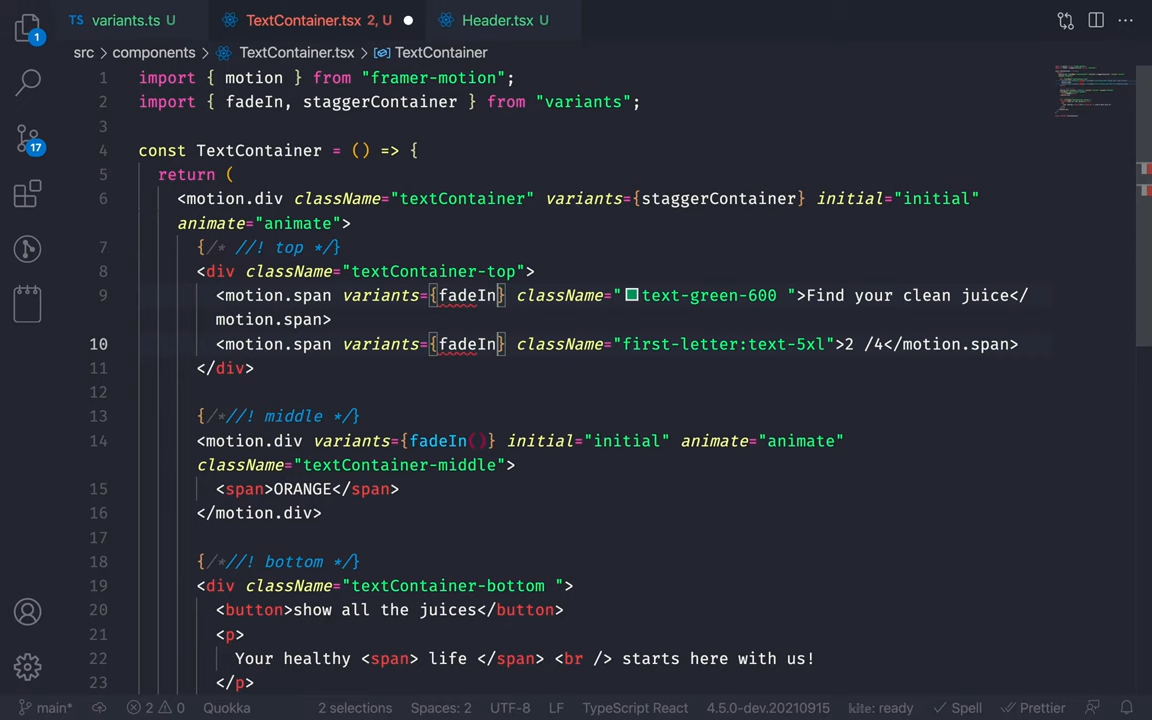 TS variants.ts U TextContainer.tsx 2, U Header.tsx U
1
src > components > TextContainer.tsx > TextContainer
1 import { motion } from "framer-motion";
2 import { fadeIn, staggerContainer } from "variants";
3
17
4 const TextContainer = () => {
5 return (
6 <motion.div className="textContainer" variants={staggerContainer} initial="initial"
animate="animate">
7 {/* //! top */}
8 <div className="textContainer-top">
9 <motion.span variants={fadeIn} className="text-green-600 ">Find your clean juice</
motion.span>
10 <motion.span variants={fadeIn} className="first-letter:text-5xl">2 /4</motion.span>
11 </div>
12
13 {/*//! middle */}
14 <motion.div variants={fadeIn()} initial="initial" animate="animate"
className="textContainer-middle">
15 <span>ORANGE</span>
16 </motion.div>
17
18 {/*//! bottom */}
19 <div className="textContainer-bottom ">
20 <button>show all the juices</button>
21 <p>
22 Your healthy <span> life </span> <br /> starts here with us!
23 </p>
main* 2 0 Quokka 2 selections Spaces: 2 UTF-8 LF TypeScript React 4.5.0-dev.20210915 kite: ready Spell Prettier